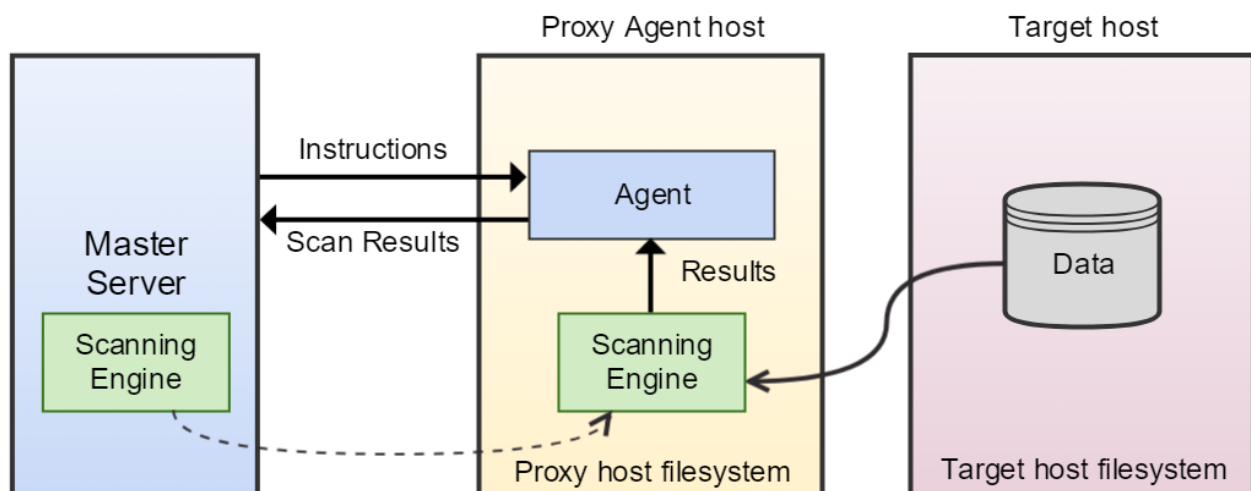 Proxy Agent host
Target host
Instructions
Agent
Scan Results
Master
Server
Results
Data
Scanning
Engine
Scanning
Engine
Proxy host filesystem
Target host filesystem